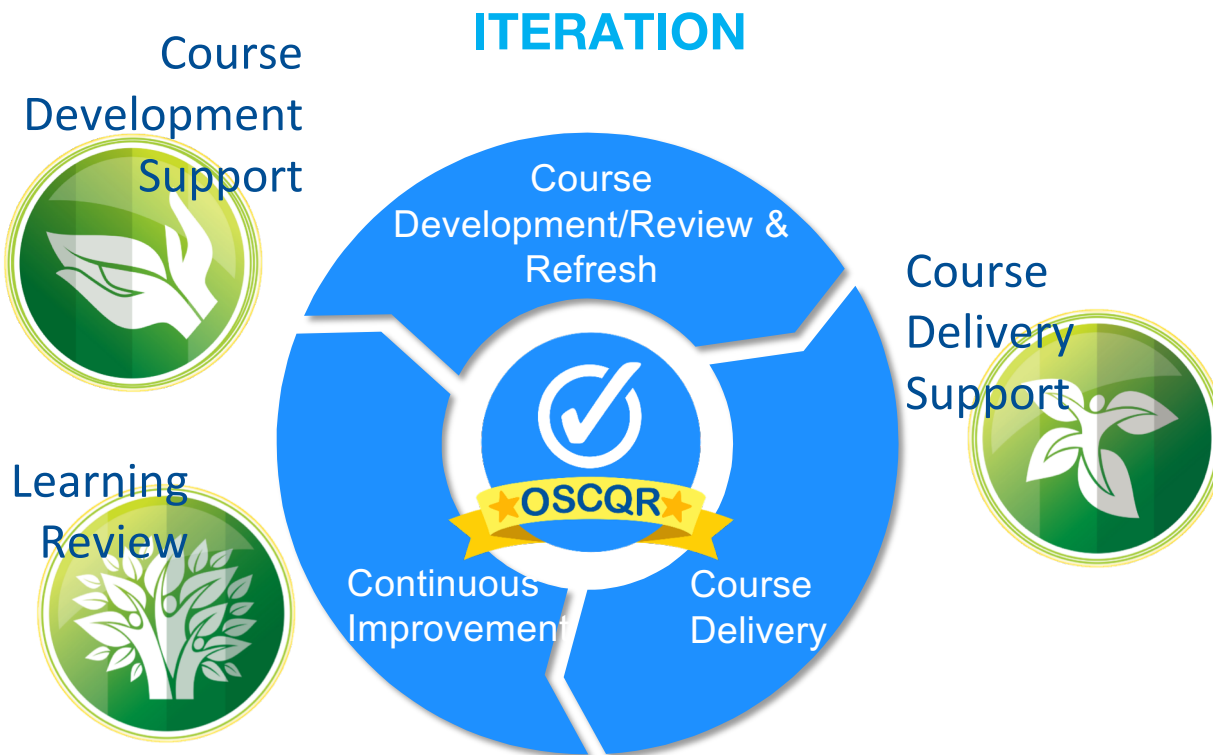 ITERATION
Course
Development
Support
Course
Development/Review &
Refresh
Course
Delivery
Support
OSCQR
Learning
Review
Continuous
Improvement
Course
Delivery